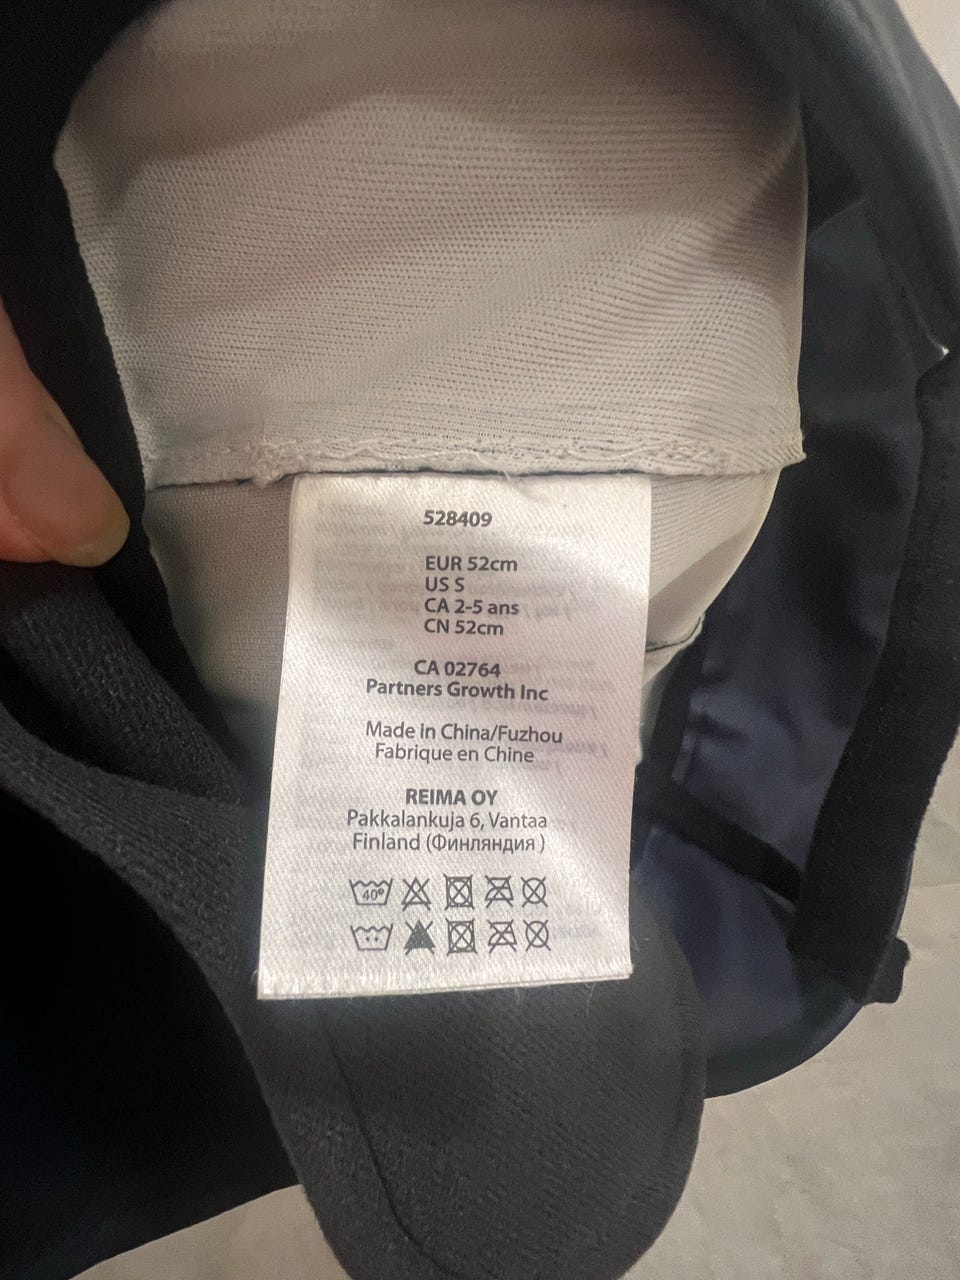 528409
EUR 52cm
US S
CA 2-5 ans
CN 52cm
CA 02764
Partners Growth Inc
Made in China/Fuzhou
Fabrique en Chine
REIMA OY
Pakkalankuja 6, Vantaa
Finland (Финляндия )
40°